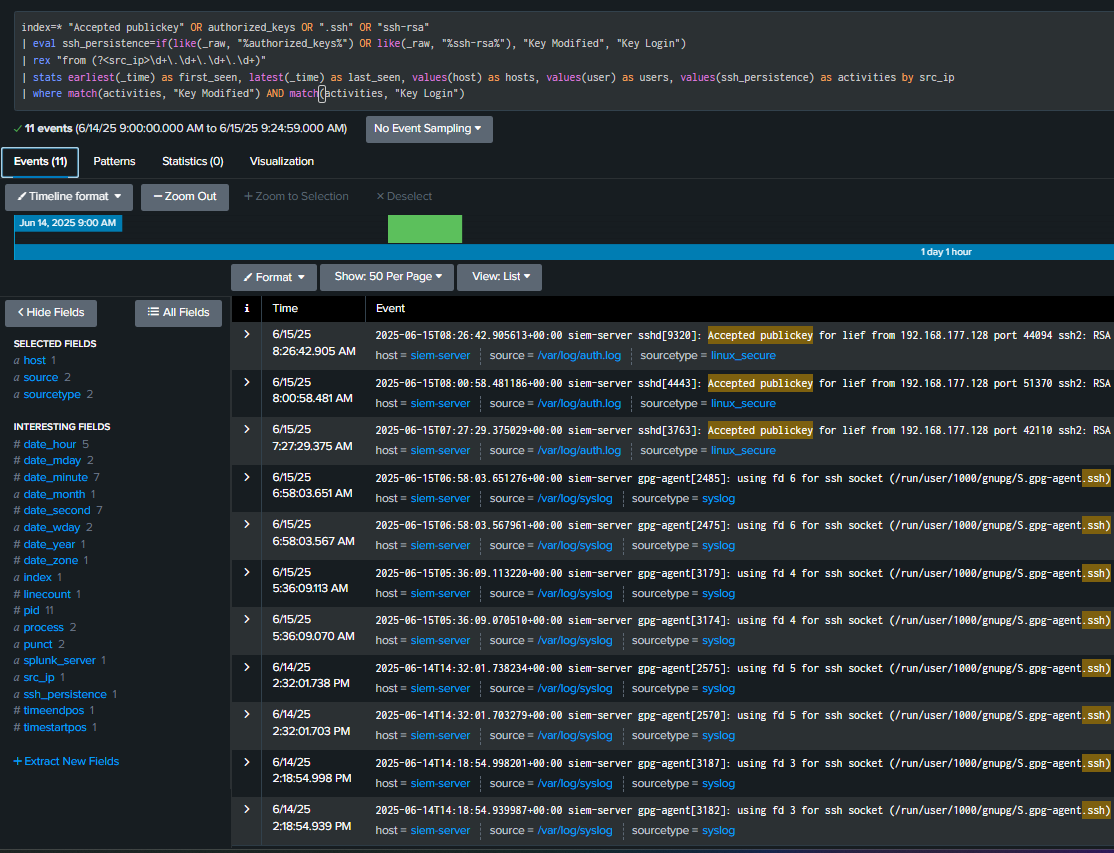 index=* "Accepted publickey" OR authorized_keys OR ".ssh" OR "ssh-rsa"
| eval ssh_persistence=if(like(_raw, "%authorized_keys%") OR like(_raw, "%ssh-rsa%"), "Key Modified", "Key Login")
| rex "from (?<src_ip>\d+\.\d+\.\d+\.\d+)"
| stats earliest(_time) as first_seen, latest(_time) as last_seen, values(host) as hosts, values(user) as users, values(ssh_persistence) as activities by src_ip
| where match(activities, "Key Modified") AND match(activities, "Key Login")
✓ 11 events (6/14/25 9:00:00.000 AM to 6/15/25 9:24:59.000 AM) No Event Sampling
Events (11) Patterns Statistics (0) Visualization
Timeline format − Zoom Out + Zoom to Selection × Deselect
Jun 14, 2025 9:00 AM
1 day 1 hour
Format Show: 50 Per Page View: List
< Hide Fields All Fields
SELECTED FIELDS
a host 1
a source 2
a sourcetype 2
INTERESTING FIELDS
# date_hour 5
# date_mday 2
# date_minute 7
a date_month 1
# date_second 7
a date_wday 2
# date_year 1
# date_zone 1
a index 1
# linecount 1
# pid 11
a process 2
a punct 2
a splunk_server 1
a src_ip 1
a ssh_persistence 1
# timeendpos 1
# timestartpos 1
+ Extract New Fields
i Time Event
> 6/15/25 8:26:42.905 AM
2025-06-15T08:26:42.905613+00:00 siem-server sshd[9320]: Accepted publickey for lief from 192.168.177.128 port 44094 ssh2: RSA
host = siem-server source = /var/log/auth.log sourcetype = linux_secure
> 6/15/25 8:00:58.481 AM
2025-06-15T08:00:58.481186+00:00 siem-server sshd[4443]: Accepted publickey for lief from 192.168.177.128 port 51370 ssh2: RSA
host = siem-server source = /var/log/auth.log sourcetype = linux_secure
> 6/15/25 7:27:29.375 AM
2025-06-15T07:27:29.375029+00:00 siem-server sshd[3763]: Accepted publickey for lief from 192.168.177.128 port 42110 ssh2: RSA
host = siem-server source = /var/log/auth.log sourcetype = linux_secure
> 6/15/25 6:58:03.651 AM
2025-06-15T06:58:03.651276+00:00 siem-server gpg-agent[2485]: using fd 6 for ssh socket (/run/user/1000/gnupg/S.gpg-agent.ssh)
host = siem-server source = /var/log/syslog sourcetype = syslog
> 6/15/25 6:58:03.567 AM
2025-06-15T06:58:03.567961+00:00 siem-server gpg-agent[2475]: using fd 6 for ssh socket (/run/user/1000/gnupg/S.gpg-agent.ssh)
host = siem-server source = /var/log/syslog sourcetype = syslog
> 6/15/25 5:36:09.113 AM
2025-06-15T05:36:09.113220+00:00 siem-server gpg-agent[3179]: using fd 4 for ssh socket (/run/user/1000/gnupg/S.gpg-agent.ssh)
host = siem-server source = /var/log/syslog sourcetype = syslog
> 6/15/25 5:36:09.070 AM
2025-06-15T05:36:09.070510+00:00 siem-server gpg-agent[3174]: using fd 4 for ssh socket (/run/user/1000/gnupg/S.gpg-agent.ssh)
host = siem-server source = /var/log/syslog sourcetype = syslog
> 6/14/25 2:32:01.738 PM
2025-06-14T14:32:01.738234+00:00 siem-server gpg-agent[2575]: using fd 5 for ssh socket (/run/user/1000/gnupg/S.gpg-agent.ssh)
host = siem-server source = /var/log/syslog sourcetype = syslog
> 6/14/25 2:32:01.703 PM
2025-06-14T14:32:01.703279+00:00 siem-server gpg-agent[2570]: using fd 5 for ssh socket (/run/user/1000/gnupg/S.gpg-agent.ssh)
host = siem-server source = /var/log/syslog sourcetype = syslog
> 6/14/25 2:18:54.998 PM
2025-06-14T14:18:54.998201+00:00 siem-server gpg-agent[3187]: using fd 3 for ssh socket (/run/user/1000/gnupg/S.gpg-agent.ssh)
host = siem-server source = /var/log/syslog sourcetype = syslog
> 6/14/25 2:18:54.939 PM
2025-06-14T14:18:54.939987+00:00 siem-server gpg-agent[3182]: using fd 3 for ssh socket (/run/user/1000/gnupg/S.gpg-agent.ssh)
host = siem-server source = /var/log/syslog sourcetype = syslog